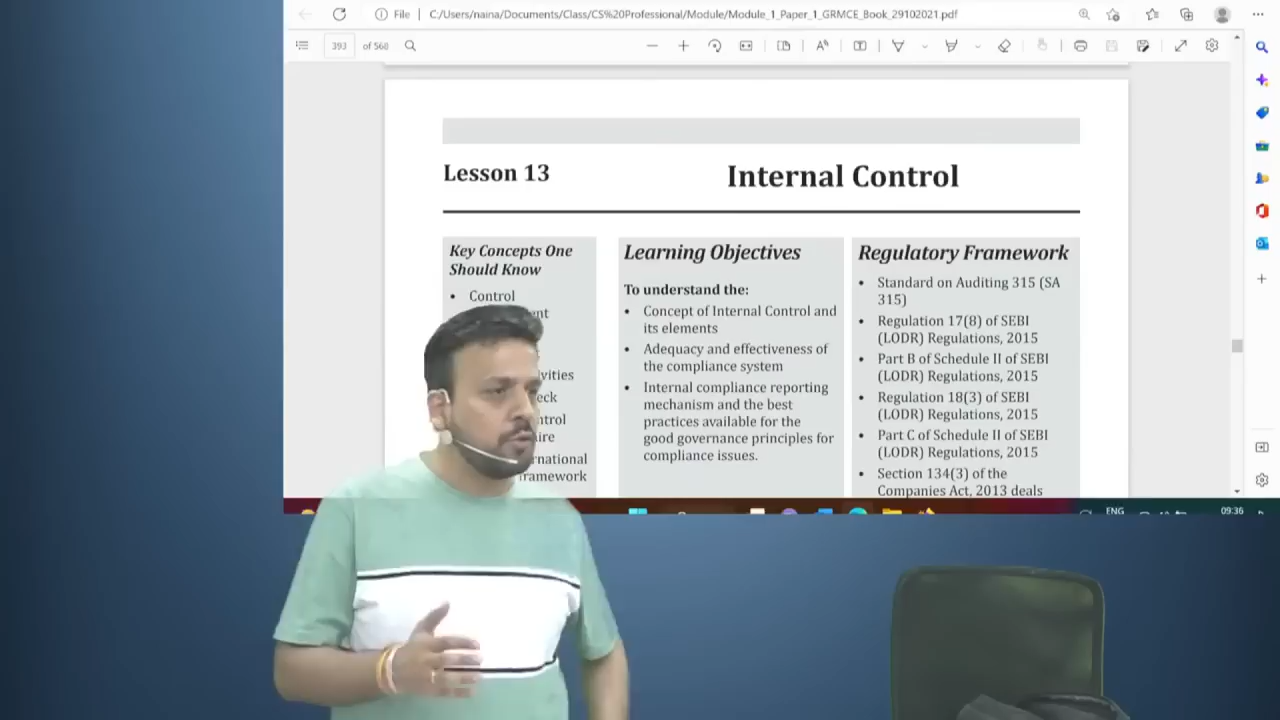 File C:/Users/naina/Documents/Class/CS%20Professional/Module/Module_1_Paper_1_GRMCE_Book_29102021.pdf
393 of 568
Lesson 13 Internal Control
Key Concepts One
Should Know
• Control
Learning Objectives
To understand the:
• Concept of Internal Control and
its elements
• Adequacy and effectiveness of
the compliance system
• Internal compliance reporting
mechanism and the best
practices available for the
good governance principles for
compliance issues.
Regulatory Framework
• Standard on Auditing 315 (SA
315)
• Regulation 17(8) of SEBI
(LODR) Regulations, 2015
• Part B of Schedule II of SEBI
(LODR) Regulations, 2015
• Regulation 18(3) of SEBI
(LODR) Regulations, 2015
• Part C of Schedule II of SEBI
(LODR) Regulations, 2015
• Section 134(3) of the
Companies Act, 2013 deals
ENG
09:36